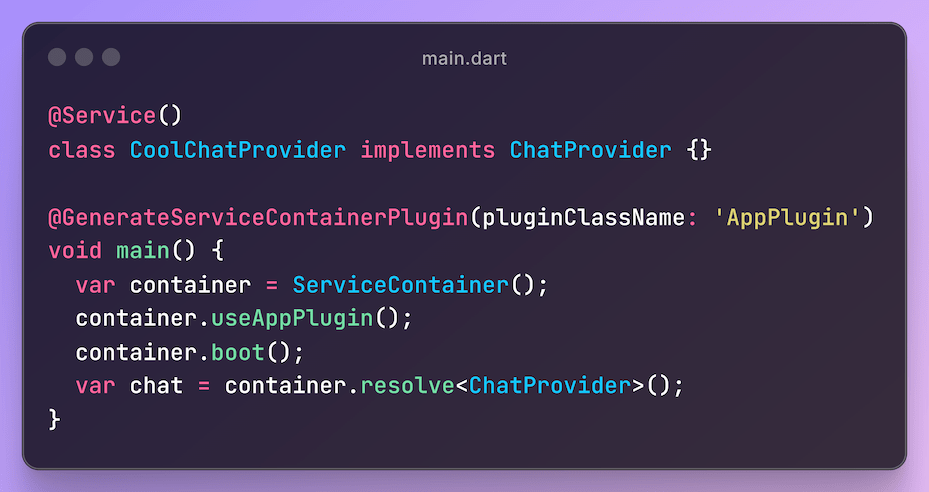 main.dart
@Service()
class CoolChatProvider implements ChatProvider {}
@GenerateServiceContainerPlugin(pluginClassName: 'AppPlugin')
void main() {
  var container = ServiceContainer();
  container.useAppPlugin();
  container.boot();
  var chat = container.resolve<ChatProvider>();
}